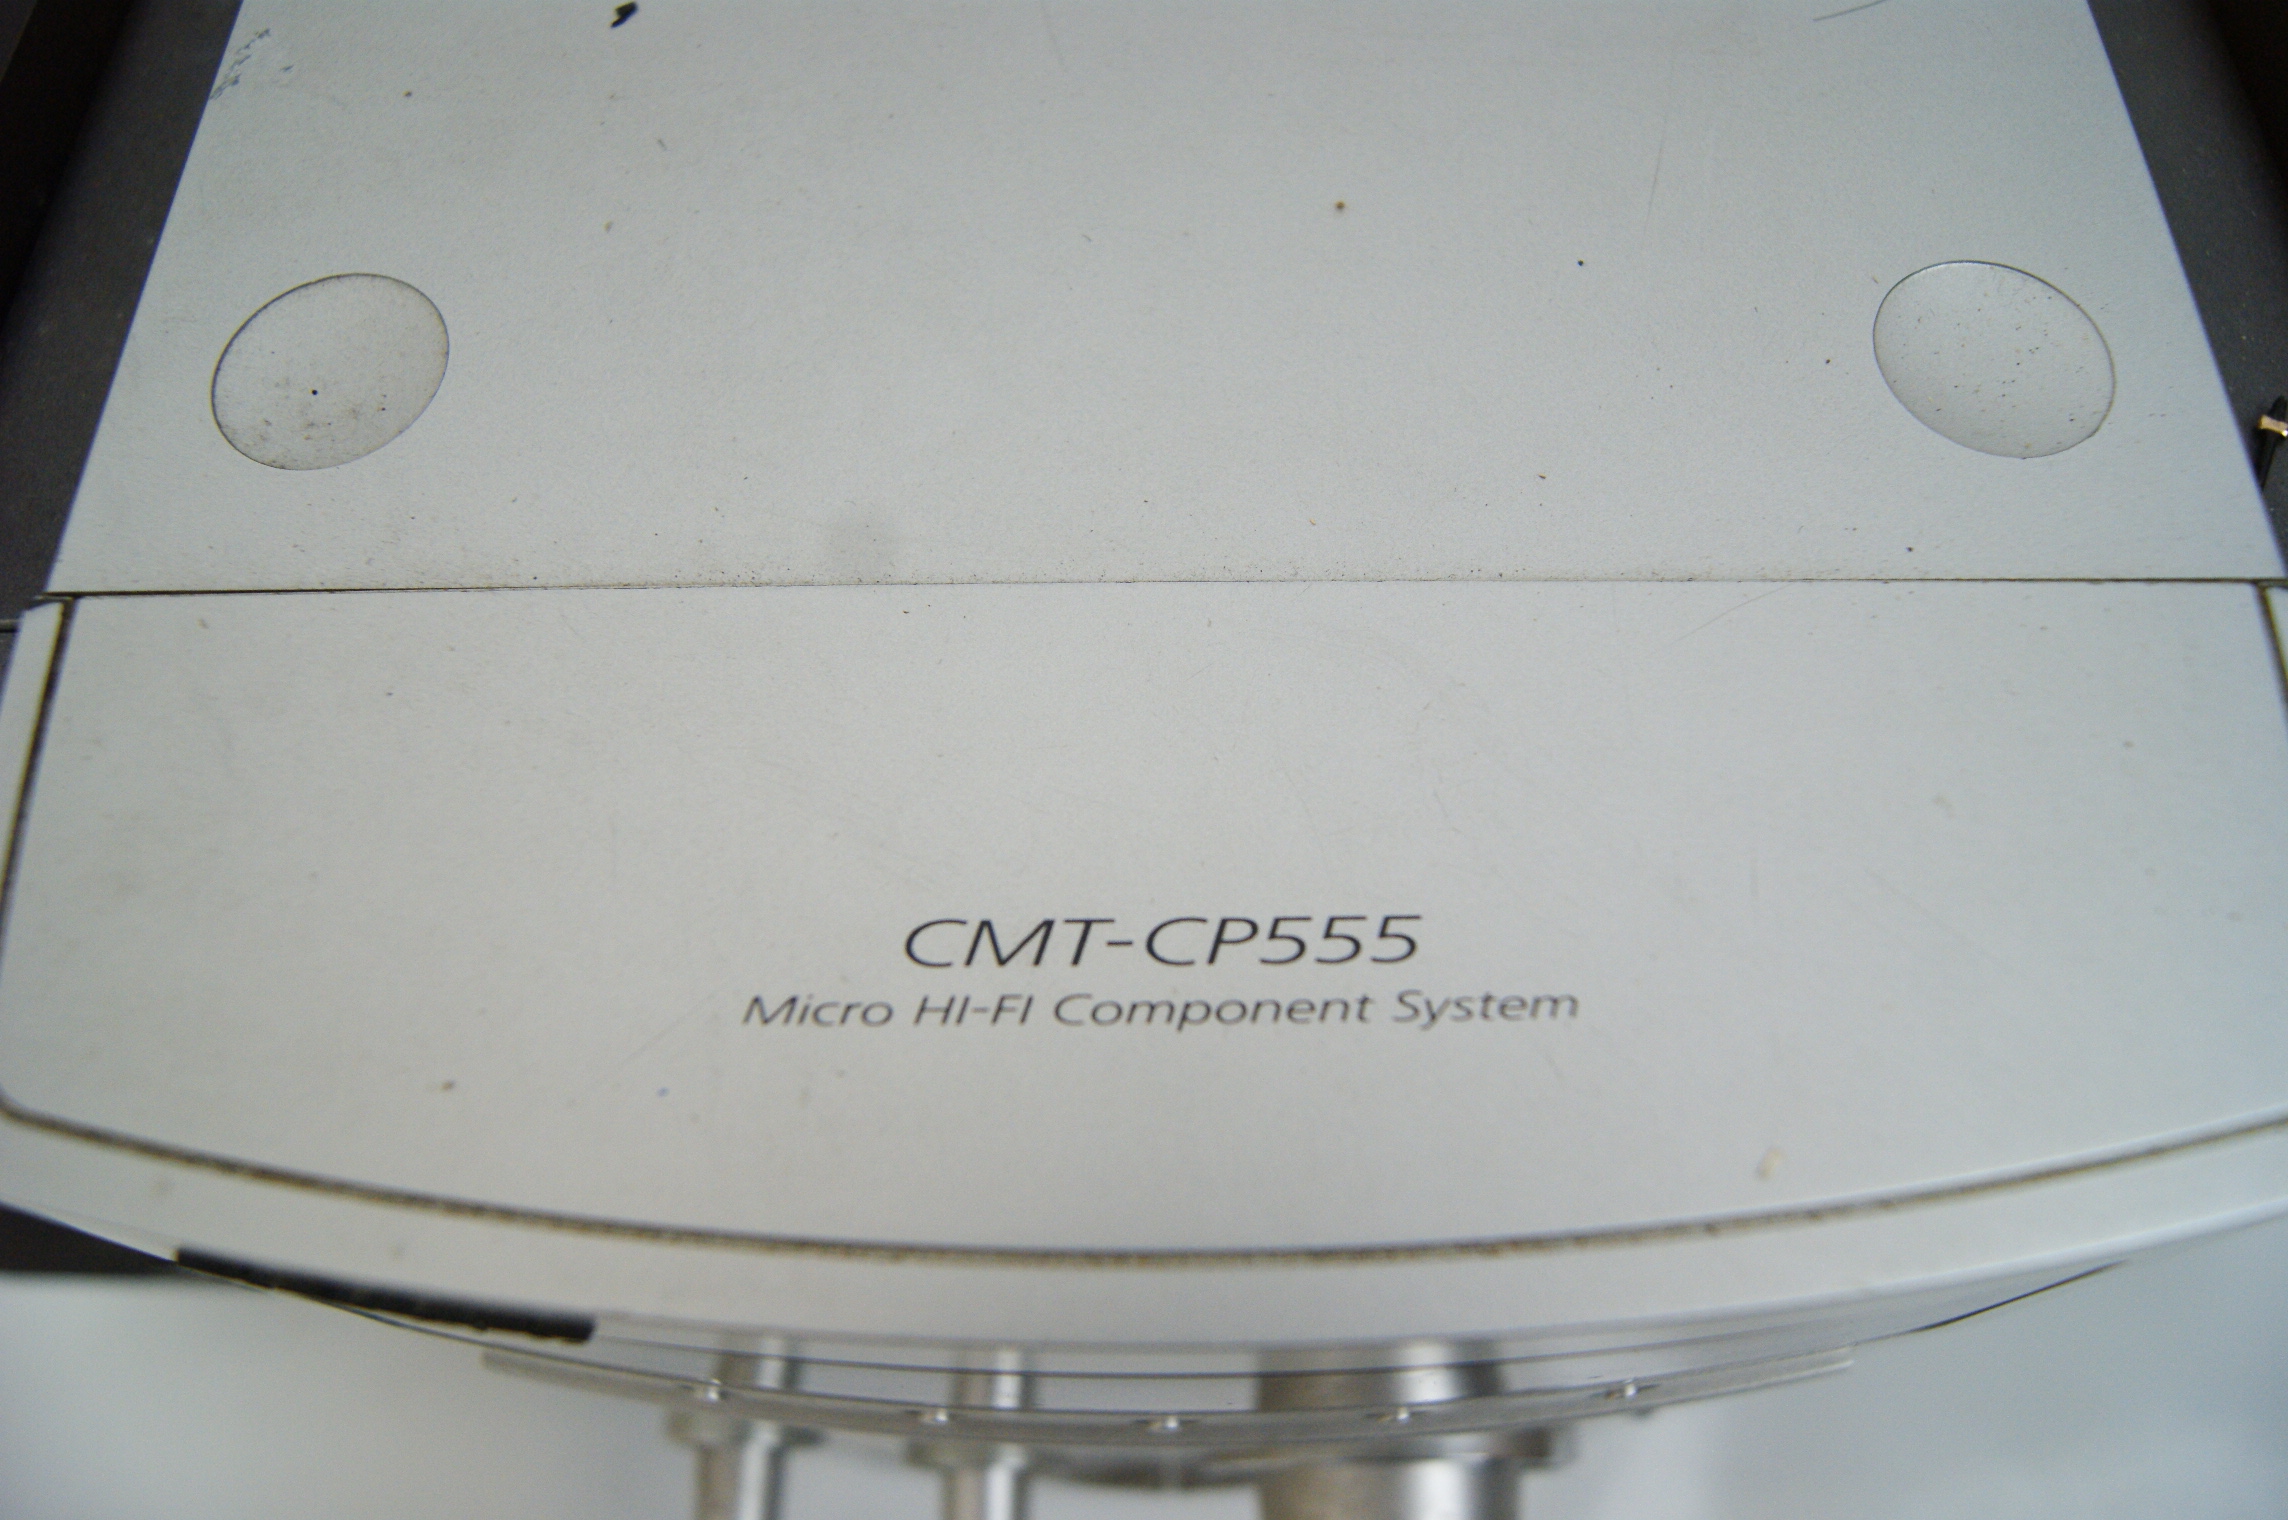 CMT-CP555
Micro HI-FI Component System